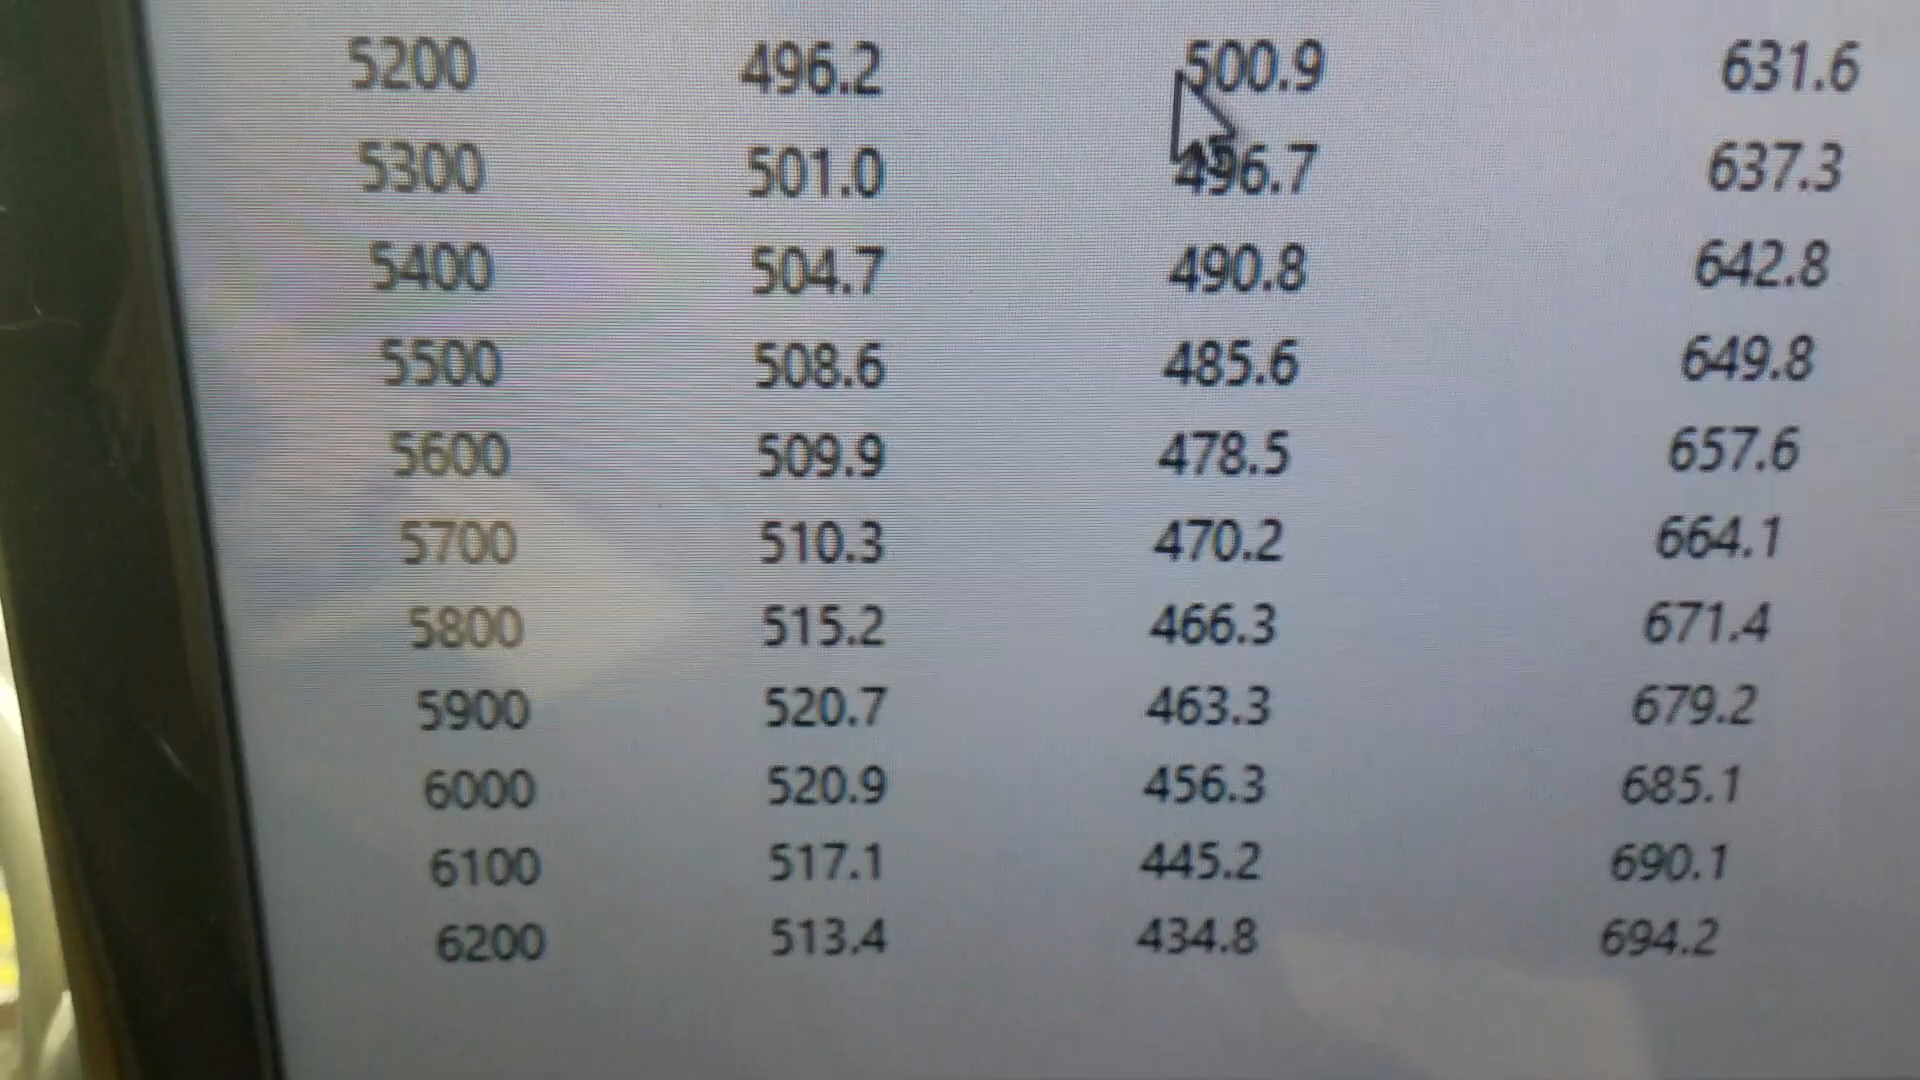 5200 496.2 500.9 631.6
5300 501.0 496.7 637.3
5400 504.7 490.8 642.8
5500 508.6 485.6 649.8
5600 509.9 478.5 657.6
5700 510.3 470.2 664.1
5800 515.2 466.3 671.4
5900 520.7 463.3 679.2
6000 520.9 456.3 685.1
6100 517.1 445.2 690.1
6200 513.4 434.8 694.2